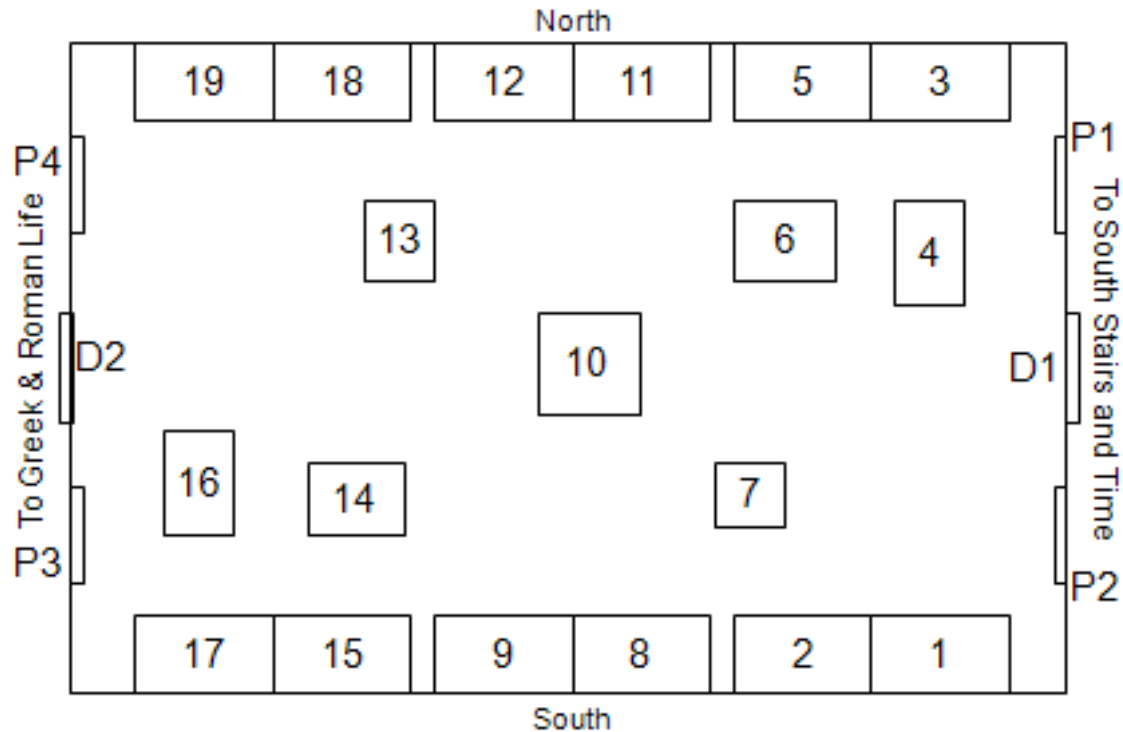 North
19 18 12 11 5 3
P4 P1
To Greek & Roman Life
To South Stairs and Time
13 6 4
D2 10 D1
16 14 7
P3 P2
17 15 9 8 2 1
South